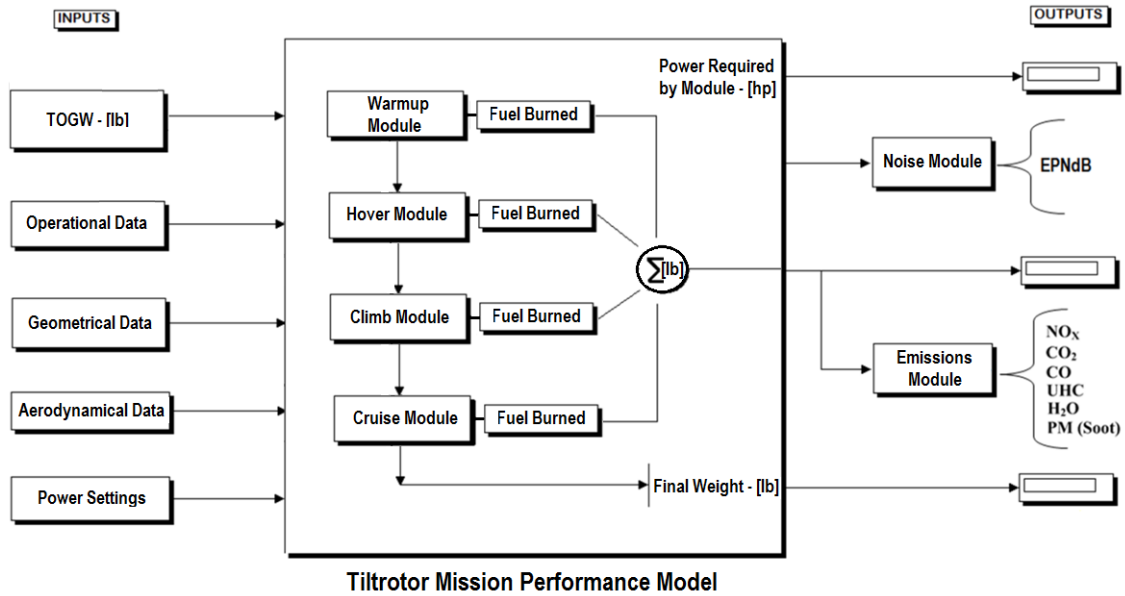 INPUTS
OUTPUTS
TOGW - [lb]
Operational Data
Geometrical Data
Aerodynamical Data
Power Settings
Warmup
Module
Fuel Burned
Hover Module
Fuel Burned
Climb Module
Fuel Burned
Cruise Module
Fuel Burned
Σ[lb]
Power Required
by Module - [hp]
Final Weight - [lb]
Noise Module
EPNdB
Emissions
Module
NOX
CO2
CO
UHC
H2O
PM (Soot)
Tiltrotor Mission Performance Model